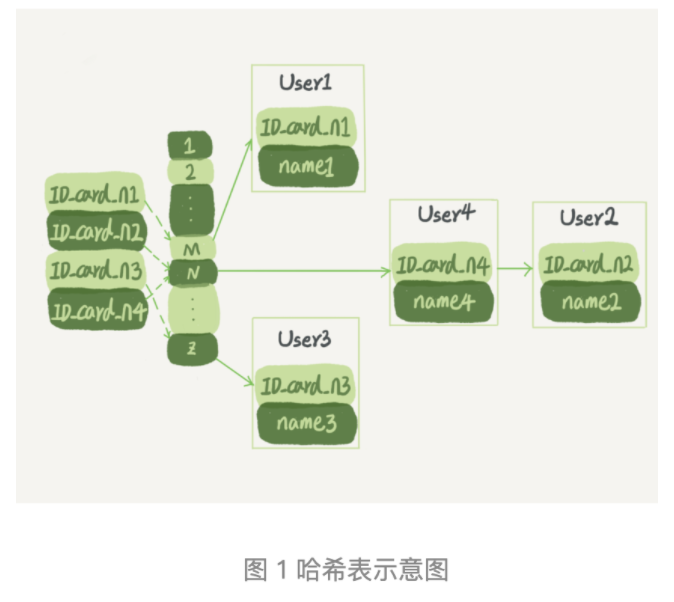 User1
ID_card_n1
name1
1
2
ID_card_n1
ID_card_n2
ID_card_n3
ID_card_n4
M
N
Z
User4
ID_card_n4
name4
User2
ID_card_n2
name2
User3
ID_card_n3
name3
图 1 哈希表示意图